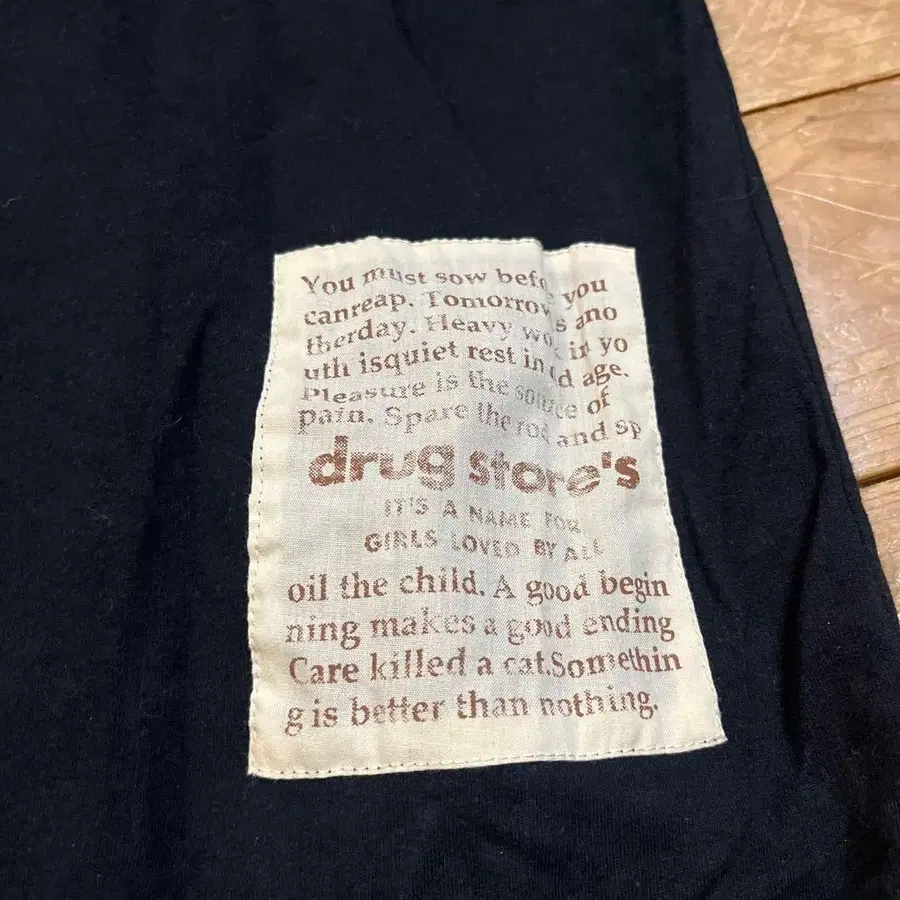 You must sow befo you
canreap. Tomorrow s ano
therday. Heavy wo k in yo
uth isquiet rest in d age.
Pleasure is the source of
pain. Spare the rod and sp
drug store's
IT'S A NAME FOR
GIRLS LOVED BY ALL
oil the child. A good begin
ning makes a good ending
Care killed a cat.Somethin
g is better than nothing.